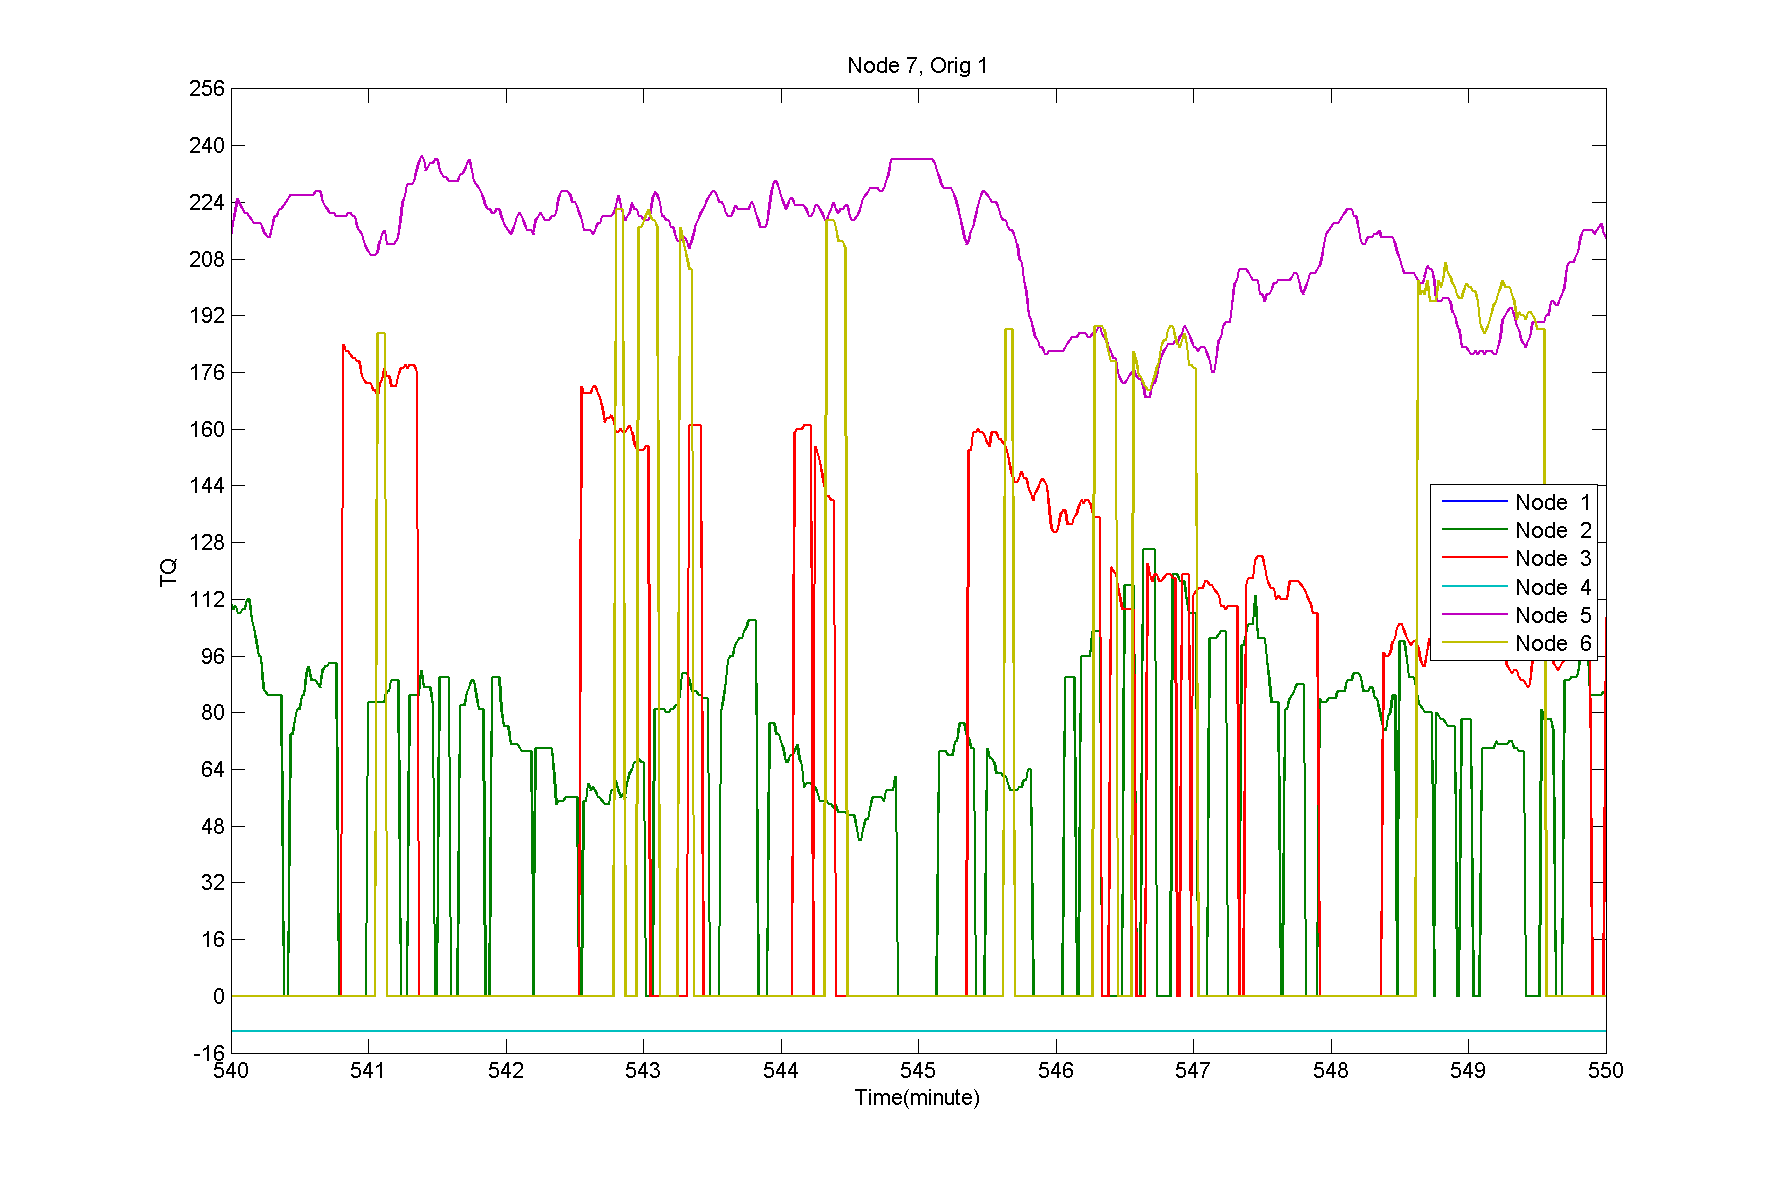 Node 7, Orig 1
256
240
224
208
192
176
160
144
128
112
96
80
64
48
32
16
0
-16
TQ
540 541 542 543 544 545 546 547 548 549 550
Time(minute)
Node 1
Node 2
Node 3
Node 4
Node 5
Node 6